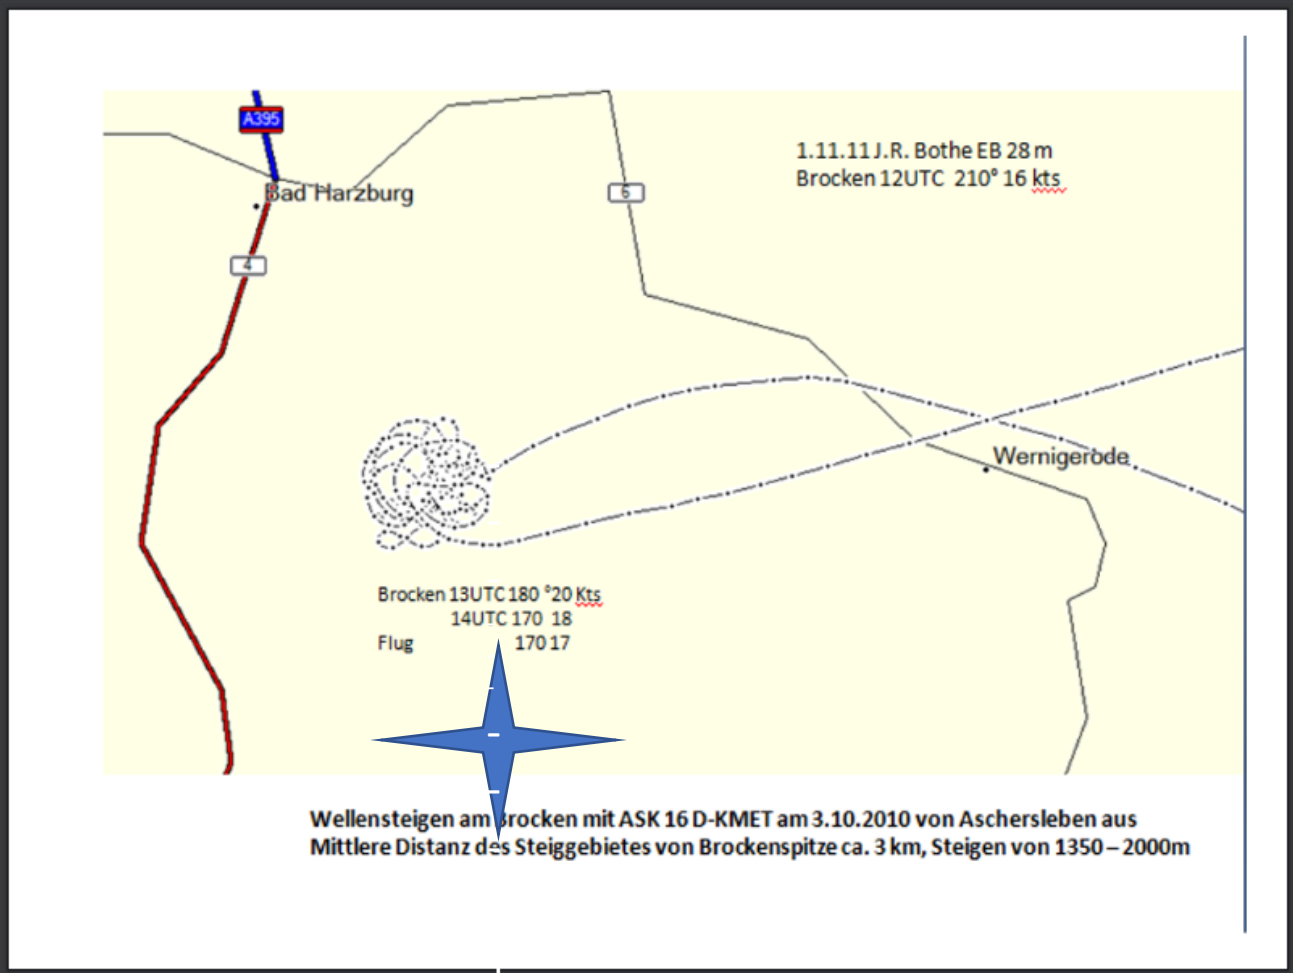 A395
1.11.11 J.R. Bothe EB 28 m
Brocken 12UTC 210° 16 kts
Bad Harzburg
6
4
Wernigerode
Brocken 13UTC 180 °20 Kts
14UTC 170 18
Flug 170 17
Wellensteigen am Brocken mit ASK 16 D-KMET am 3.10.2010 von Aschersleben aus
Mittlere Distanz des Steiggebietes von Brockenspitze ca. 3 km, Steigen von 1350 – 2000m